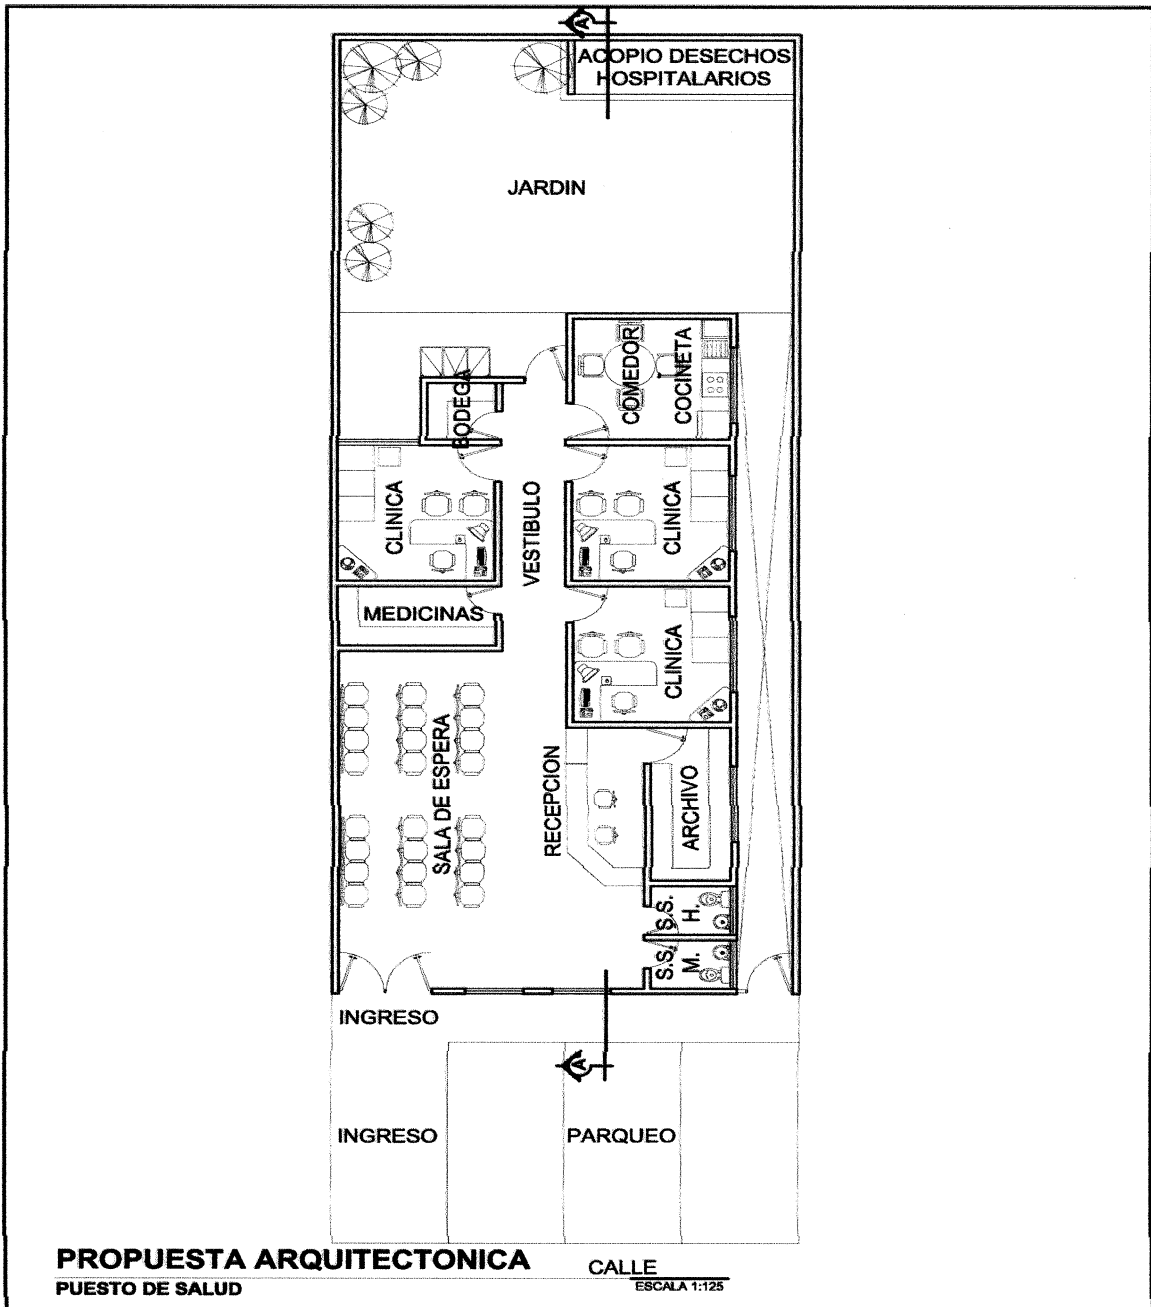 A
ACOPIO DESECHOS
HOSPITALARIOS
JARDIN
COMEDOR
COCINETA
BODEGA
CLINICA
VESTIBULO
CLINICA
MEDICINAS
CLINICA
SALA DE ESPERA
RECEPCION
ARCHIVO
S.S.
H.
S.S.
M.
INGRESO
A
INGRESO
PARQUEO
PROPUESTA ARQUITECTONICA
CALLE
PUESTO DE SALUD
ESCALA 1:125